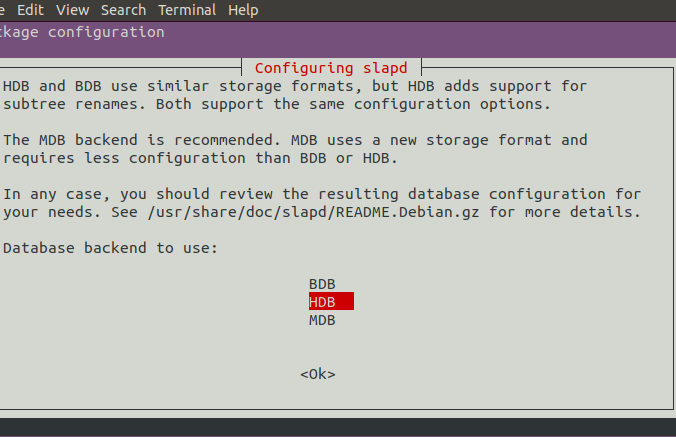 Edit View Search Terminal Help
ckage configuration
Configuring slapd
HDB and BDB use similar storage formats, but HDB adds support for
subtree renames. Both support the same configuration options.
The MDB backend is recommended. MDB uses a new storage format and
requires less configuration than BDB or HDB.
In any case, you should review the resulting database configuration for
your needs. See /usr/share/doc/slapd/README.Debian.gz for more details.
Database backend to use:
BDB
HDB
MDB
<Ok>